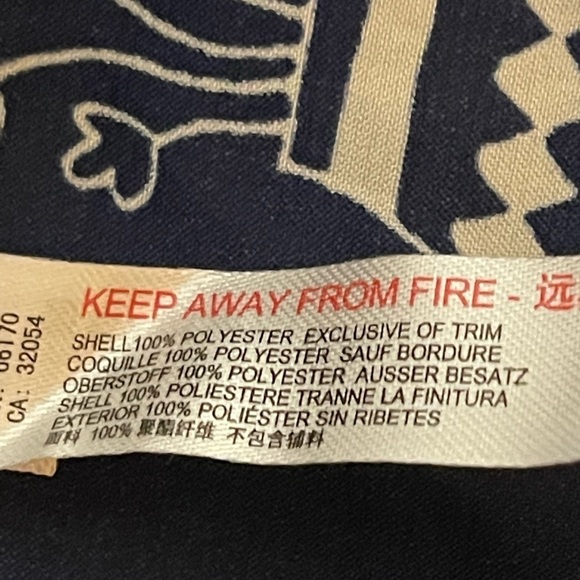 KEEP AWAY FROM FIRE - 远
SHELL 100% POLYESTER EXCLUSIVE OF TRIM
COQUILLE 100% POLYESTER SAUF BORDURE
OBERSTOFF 100% POLYESTER AUSSER BESATZ
SHELL 100% POLIESTERE TRANNE LA FINITURA
EXTERIOR 100% POLIÉSTER SIN RIBETES
面料 100% 聚酯纤维 不包含辅料
06170
CA: 32054